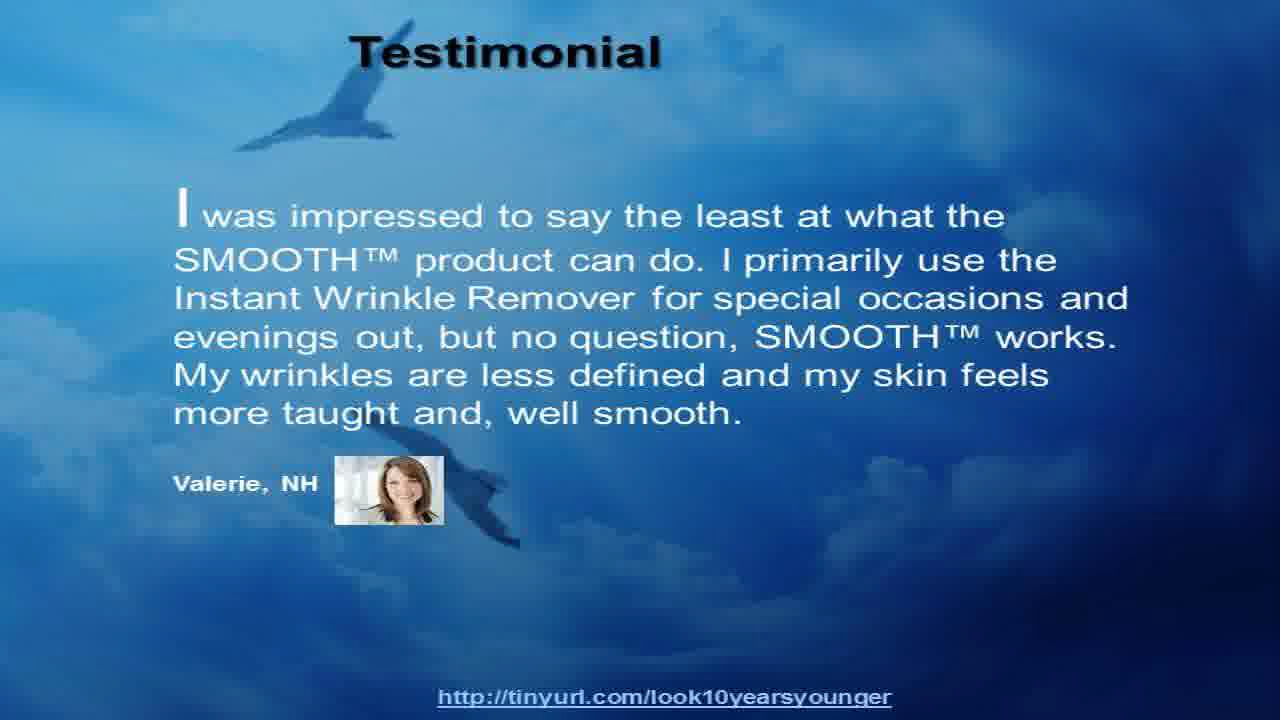 Testimonial
I was impressed to say the least at what the
SMOOTH™ product can do. I primarily use the
Instant Wrinkle Remover for special occasions and
evenings out, but no question, SMOOTH™ works.
My wrinkles are less defined and my skin feels
more taught and, well smooth.
Valerie, NH
http://tinyurl.com/look10yearsyounger